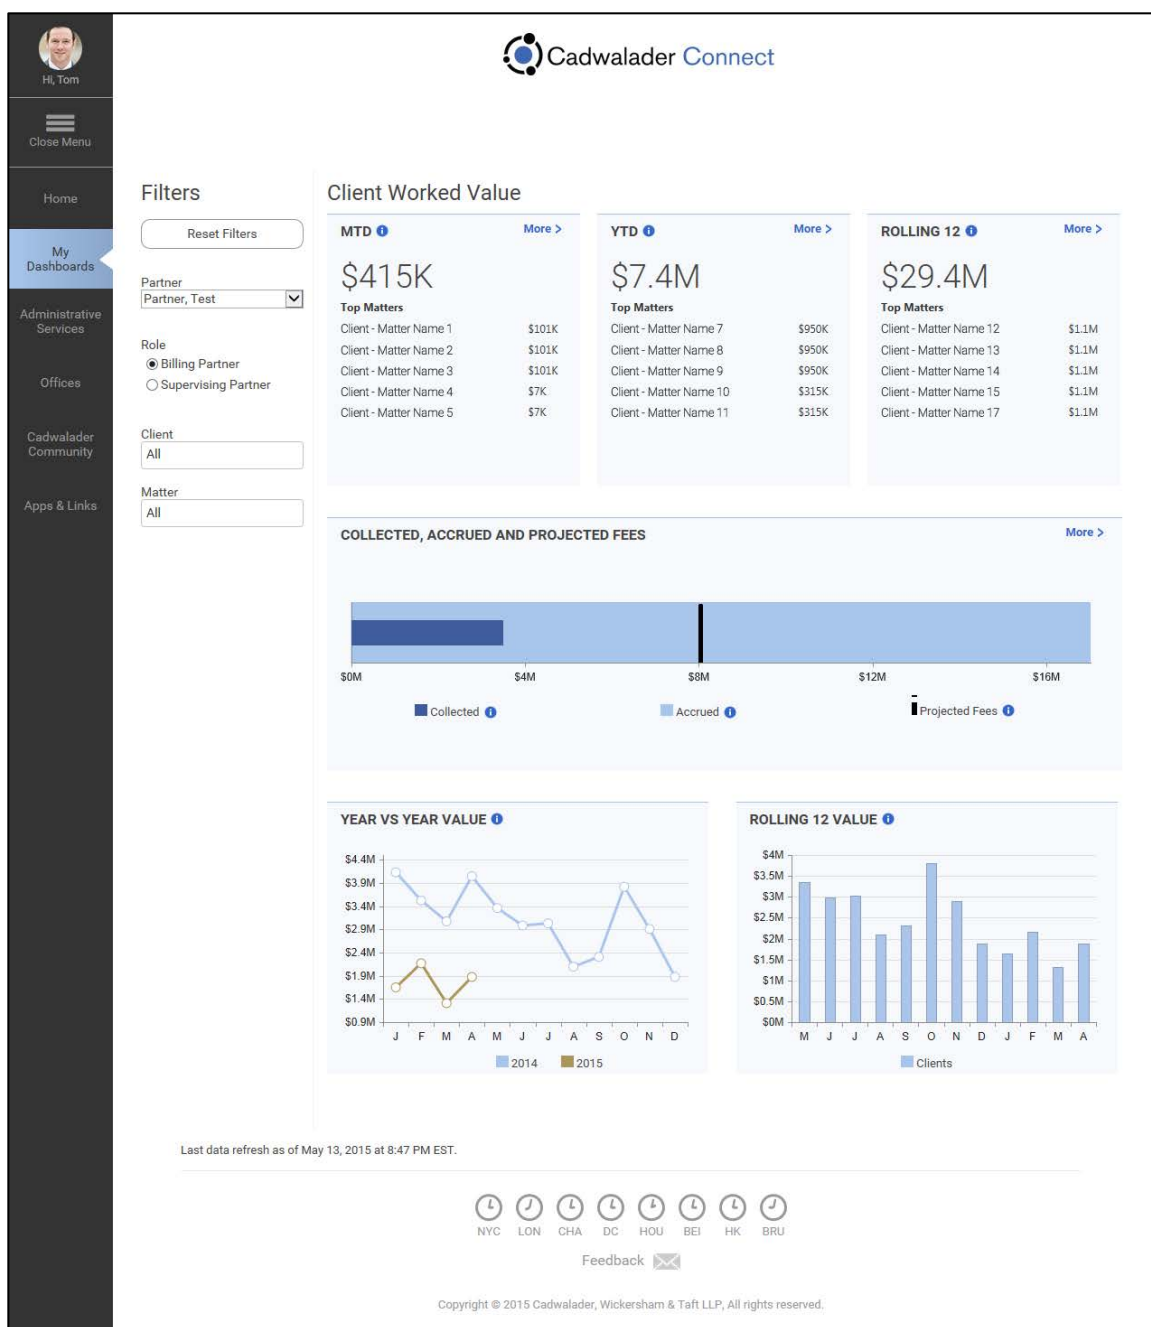 Hi, Tom
Close Menu
Home
My
Dashboards
Administrative
Services
Offices
Cadwalader
Community
Apps & Links
Cadwalader Connect
Filters
Reset Filters
Partner
Partner, Test
Role
Billing Partner
Supervising Partner
Client
All
Matter
All
Client Worked Value
MTD More >
$415K
Top Matters
Client - Matter Name 1 $101K
Client - Matter Name 2 $101K
Client - Matter Name 3 $101K
Client - Matter Name 4 $7K
Client - Matter Name 5 $7K
YTD More >
$7.4M
Top Matters
Client - Matter Name 7 $950K
Client - Matter Name 8 $950K
Client - Matter Name 9 $950K
Client - Matter Name 10 $315K
Client - Matter Name 11 $315K
ROLLING 12 More >
$29.4M
Top Matters
Client - Matter Name 12 $1.1M
Client - Matter Name 13 $1.1M
Client - Matter Name 14 $1.1M
Client - Matter Name 15 $1.1M
Client - Matter Name 17 $1.1M
COLLECTED, ACCRUED AND PROJECTED FEES More >
$0M $4M $8M $12M $16M
Collected Accrued Projected Fees
YEAR VS YEAR VALUE
$4.4M
$3.9M
$3.4M
$2.9M
$2.4M
$1.9M
$1.4M
$0.9M
J F M A M J J A S O N D
2014 2015
ROLLING 12 VALUE
$4M
$3.5M
$3M
$2.5M
$2M
$1.5M
$1M
$0.5M
$0M
M J J A S O N D J F M A
Clients
Last data refresh as of May 13, 2015 at 8:47 PM EST.
NYC LON CHA DC HOU BEI HK BRU
Feedback
Copyright © 2015 Cadwalader, Wickersham & Taft LLP, All rights reserved.